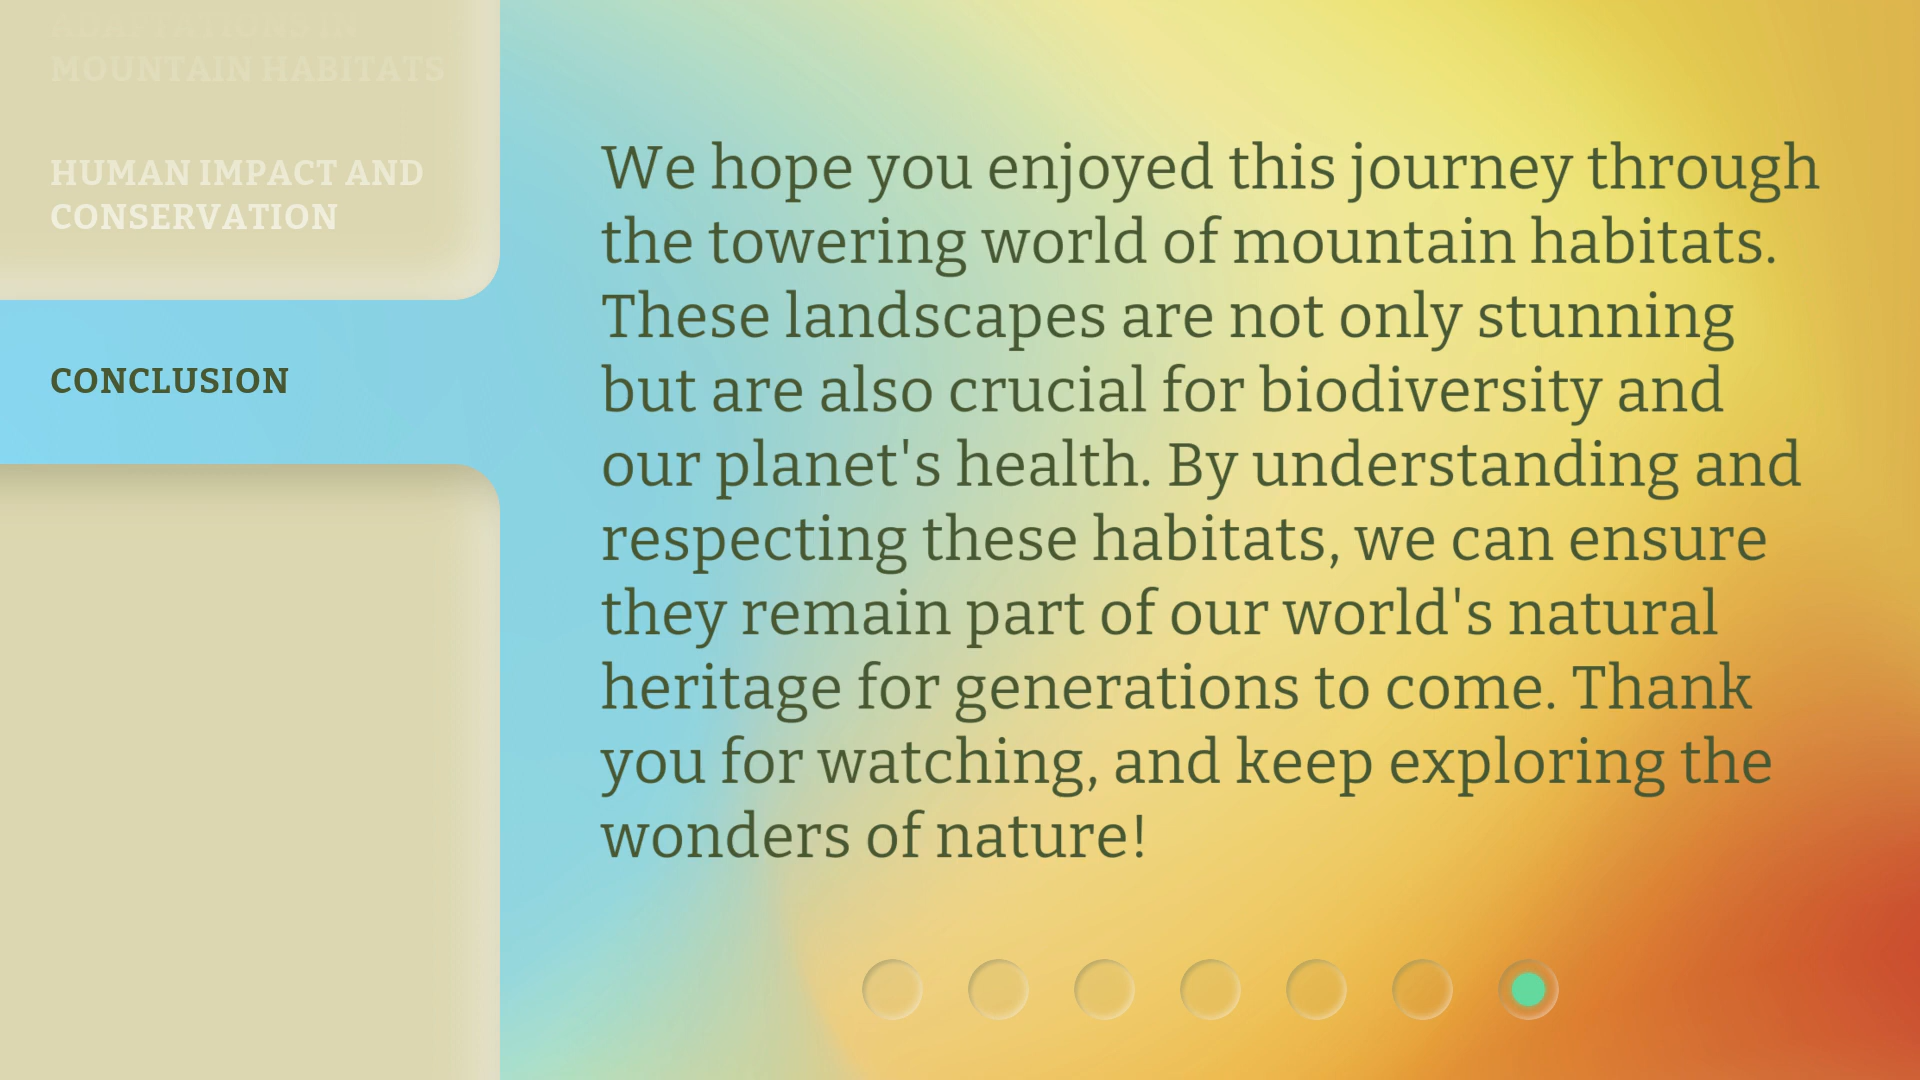 ADAPTATIONS IN
MOUNTAIN HABITATS
HUMAN IMPACT AND
CONSERVATION
CONCLUSION
We hope you enjoyed this journey through
the towering world of mountain habitats.
These landscapes are not only stunning
but are also crucial for biodiversity and
our planet's health. By understanding and
respecting these habitats, we can ensure
they remain part of our world's natural
heritage for generations to come. Thank
you for watching, and keep exploring the
wonders of nature!